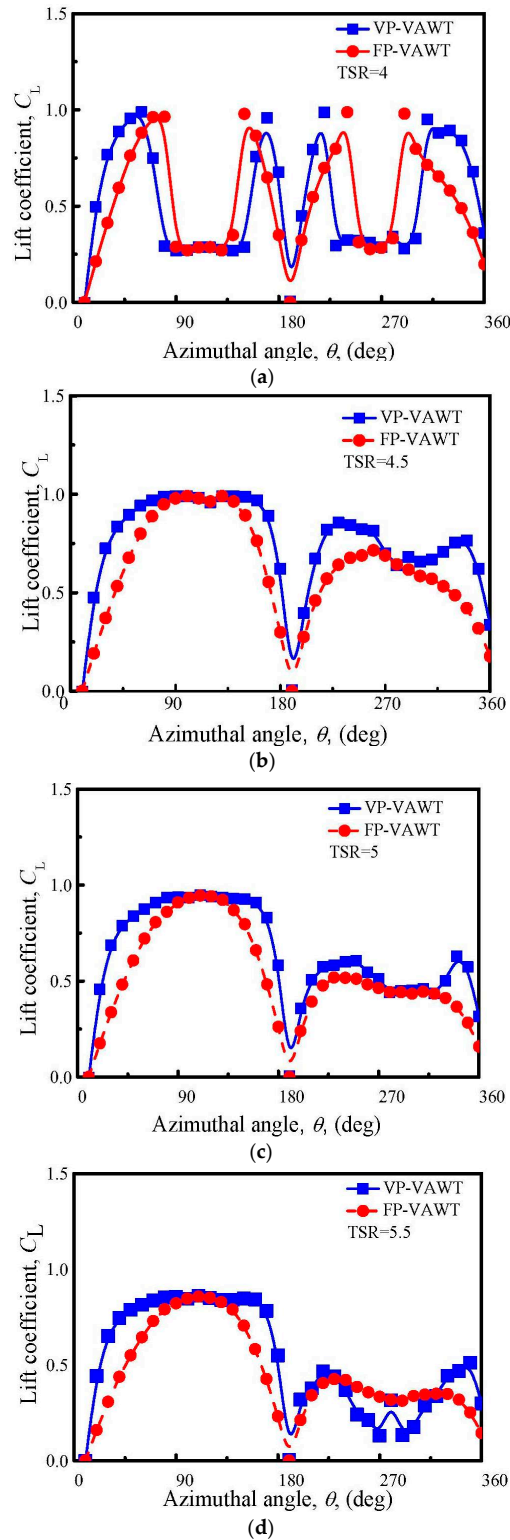 1.5
VP-VAWT
FP-VAWT
TSR=4
1.0
0.5
0.0
Lift coefficient, C_L
0 90 180 270 360
Azimuthal angle, θ, (deg)
(a)
1.5
VP-VAWT
FP-VAWT
TSR=4.5
1.0
0.5
0.0
Lift coefficient, C_L
0 90 180 270 360
Azimuthal angle, θ, (deg)
(b)
1.5
VP-VAWT
FP-VAWT
TSR=5
1.0
0.5
0.0
Lift coefficient, C_L
0 90 180 270 360
Azimuthal angle, θ, (deg)
(c)
1.5
VP-VAWT
FP-VAWT
TSR=5.5
1.0
0.5
0.0
Lift coefficient, CL
0 90 180 270 360
Azimuthal angle, θ, (deg)
(d)